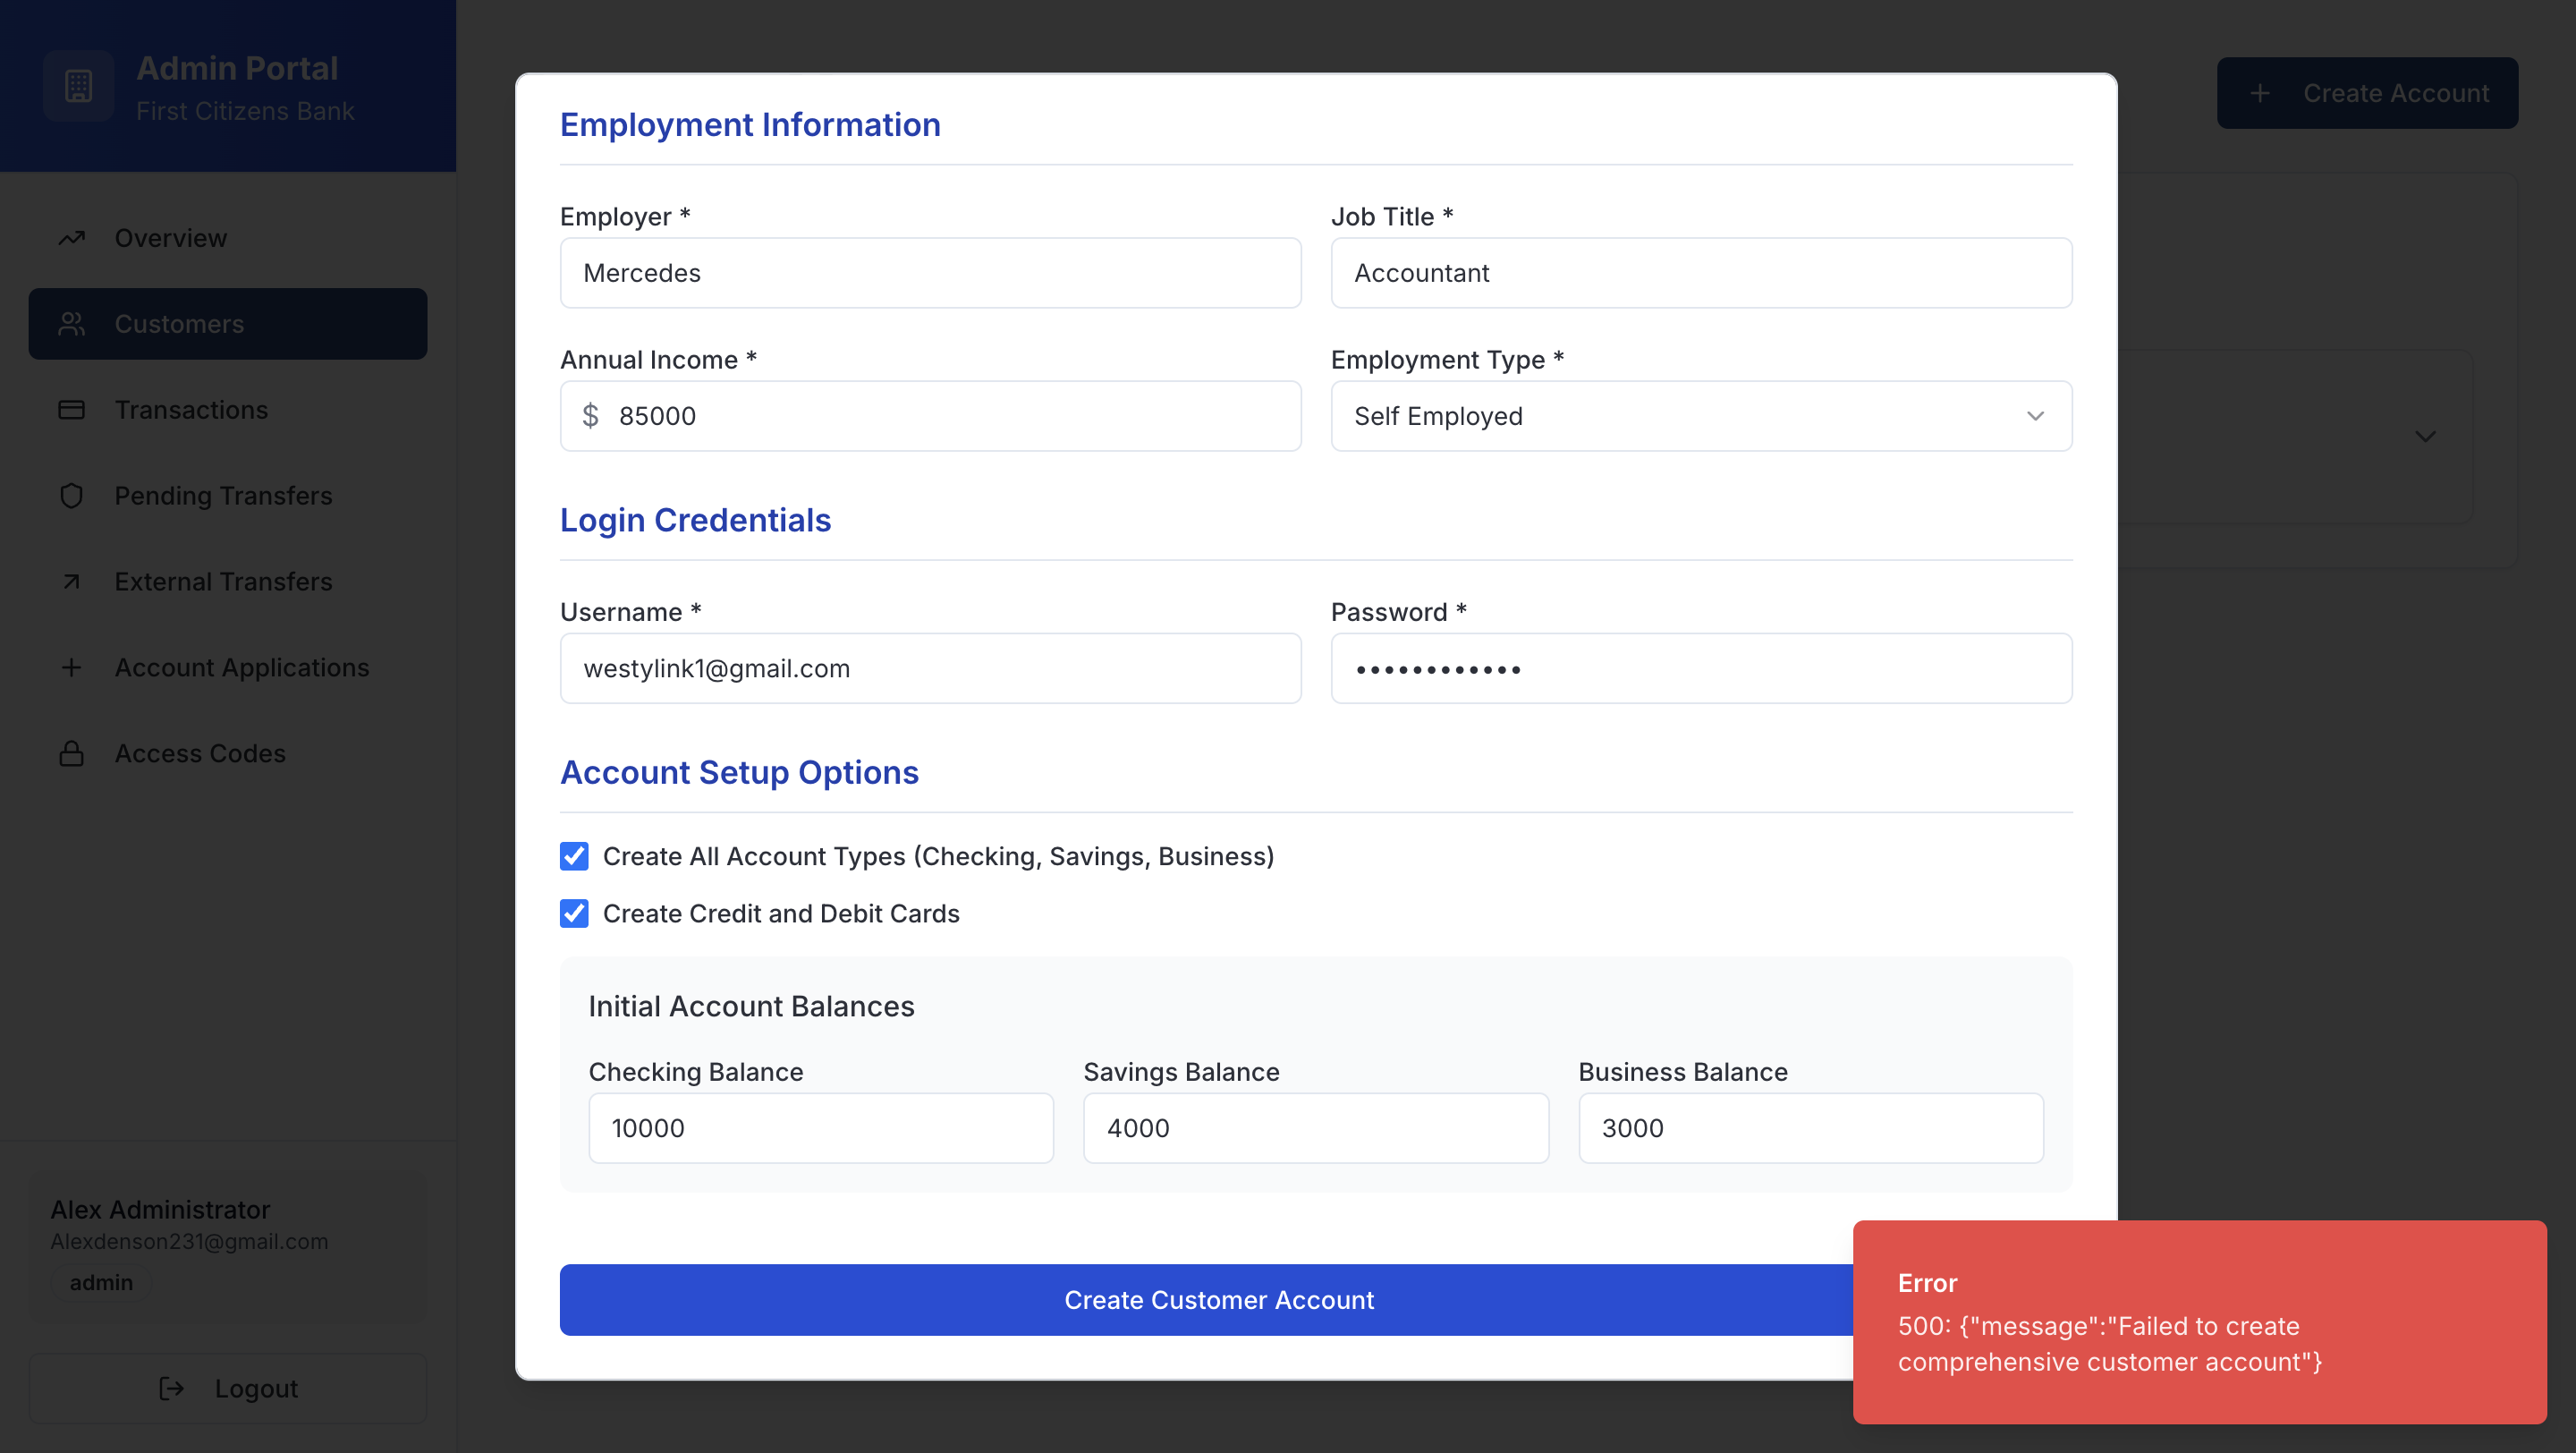 Admin Portal
First Citizens Bank
Overview
Customers
Transactions
Pending Transfers
External Transfers
Account Applications
Access Codes
Alex Administrator
Alexdenson231@gmail.com
admin
Logout
Create Account
Employment Information
Employer *
Job Title *
Mercedes
Accountant
Annual Income *
Employment Type *
$ 85000
Self Employed
Login Credentials
Username *
Password *
westylink1@gmail.com
••••••••••••
Account Setup Options
Create All Account Types (Checking, Savings, Business)
Create Credit and Debit Cards
Initial Account Balances
Checking Balance
Savings Balance
Business Balance
10000
4000
3000
Create Customer Account
Error
500: {"message":"Failed to create
comprehensive customer account"}